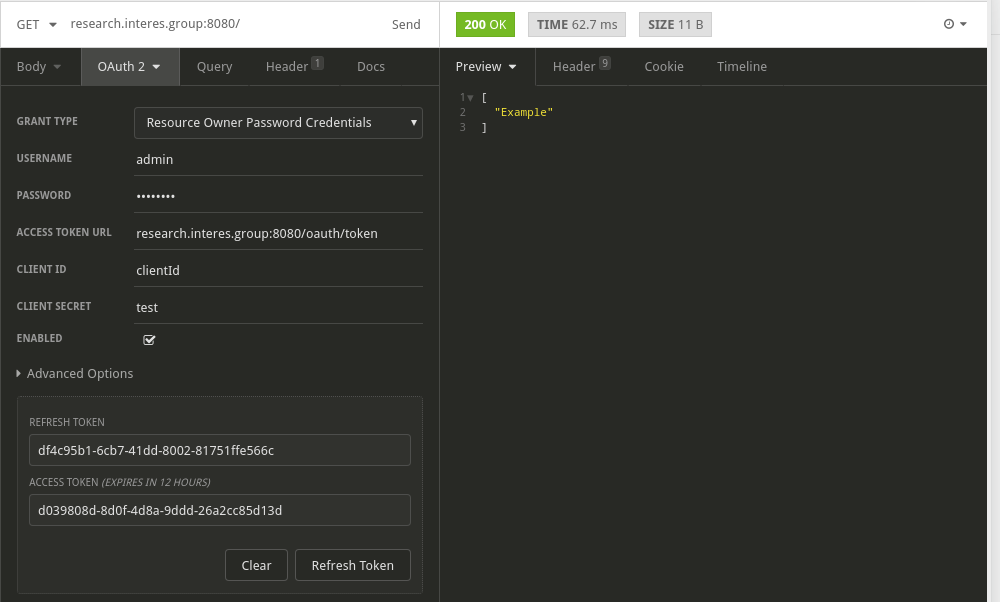 GET research.interes.group:8080/ Send
200 OK TIME 62.7 ms SIZE 11 B
Body OAuth 2 Query Header 1 Docs
Preview Header 9 Cookie Timeline
GRANT TYPE Resource Owner Password Credentials
USERNAME admin
PASSWORD ••••••••
ACCESS TOKEN URL research.interes.group:8080/oauth/token
CLIENT ID clientId
CLIENT SECRET test
ENABLED
Advanced Options
REFRESH TOKEN
df4c95b1-6cb7-41dd-8002-81751ffe566c
ACCESS TOKEN (EXPIRES IN 12 HOURS)
d039808d-8d0f-4d8a-9ddd-26a2cc85d13d
Clear Refresh Token
1 [
2 "Example"
3 ]